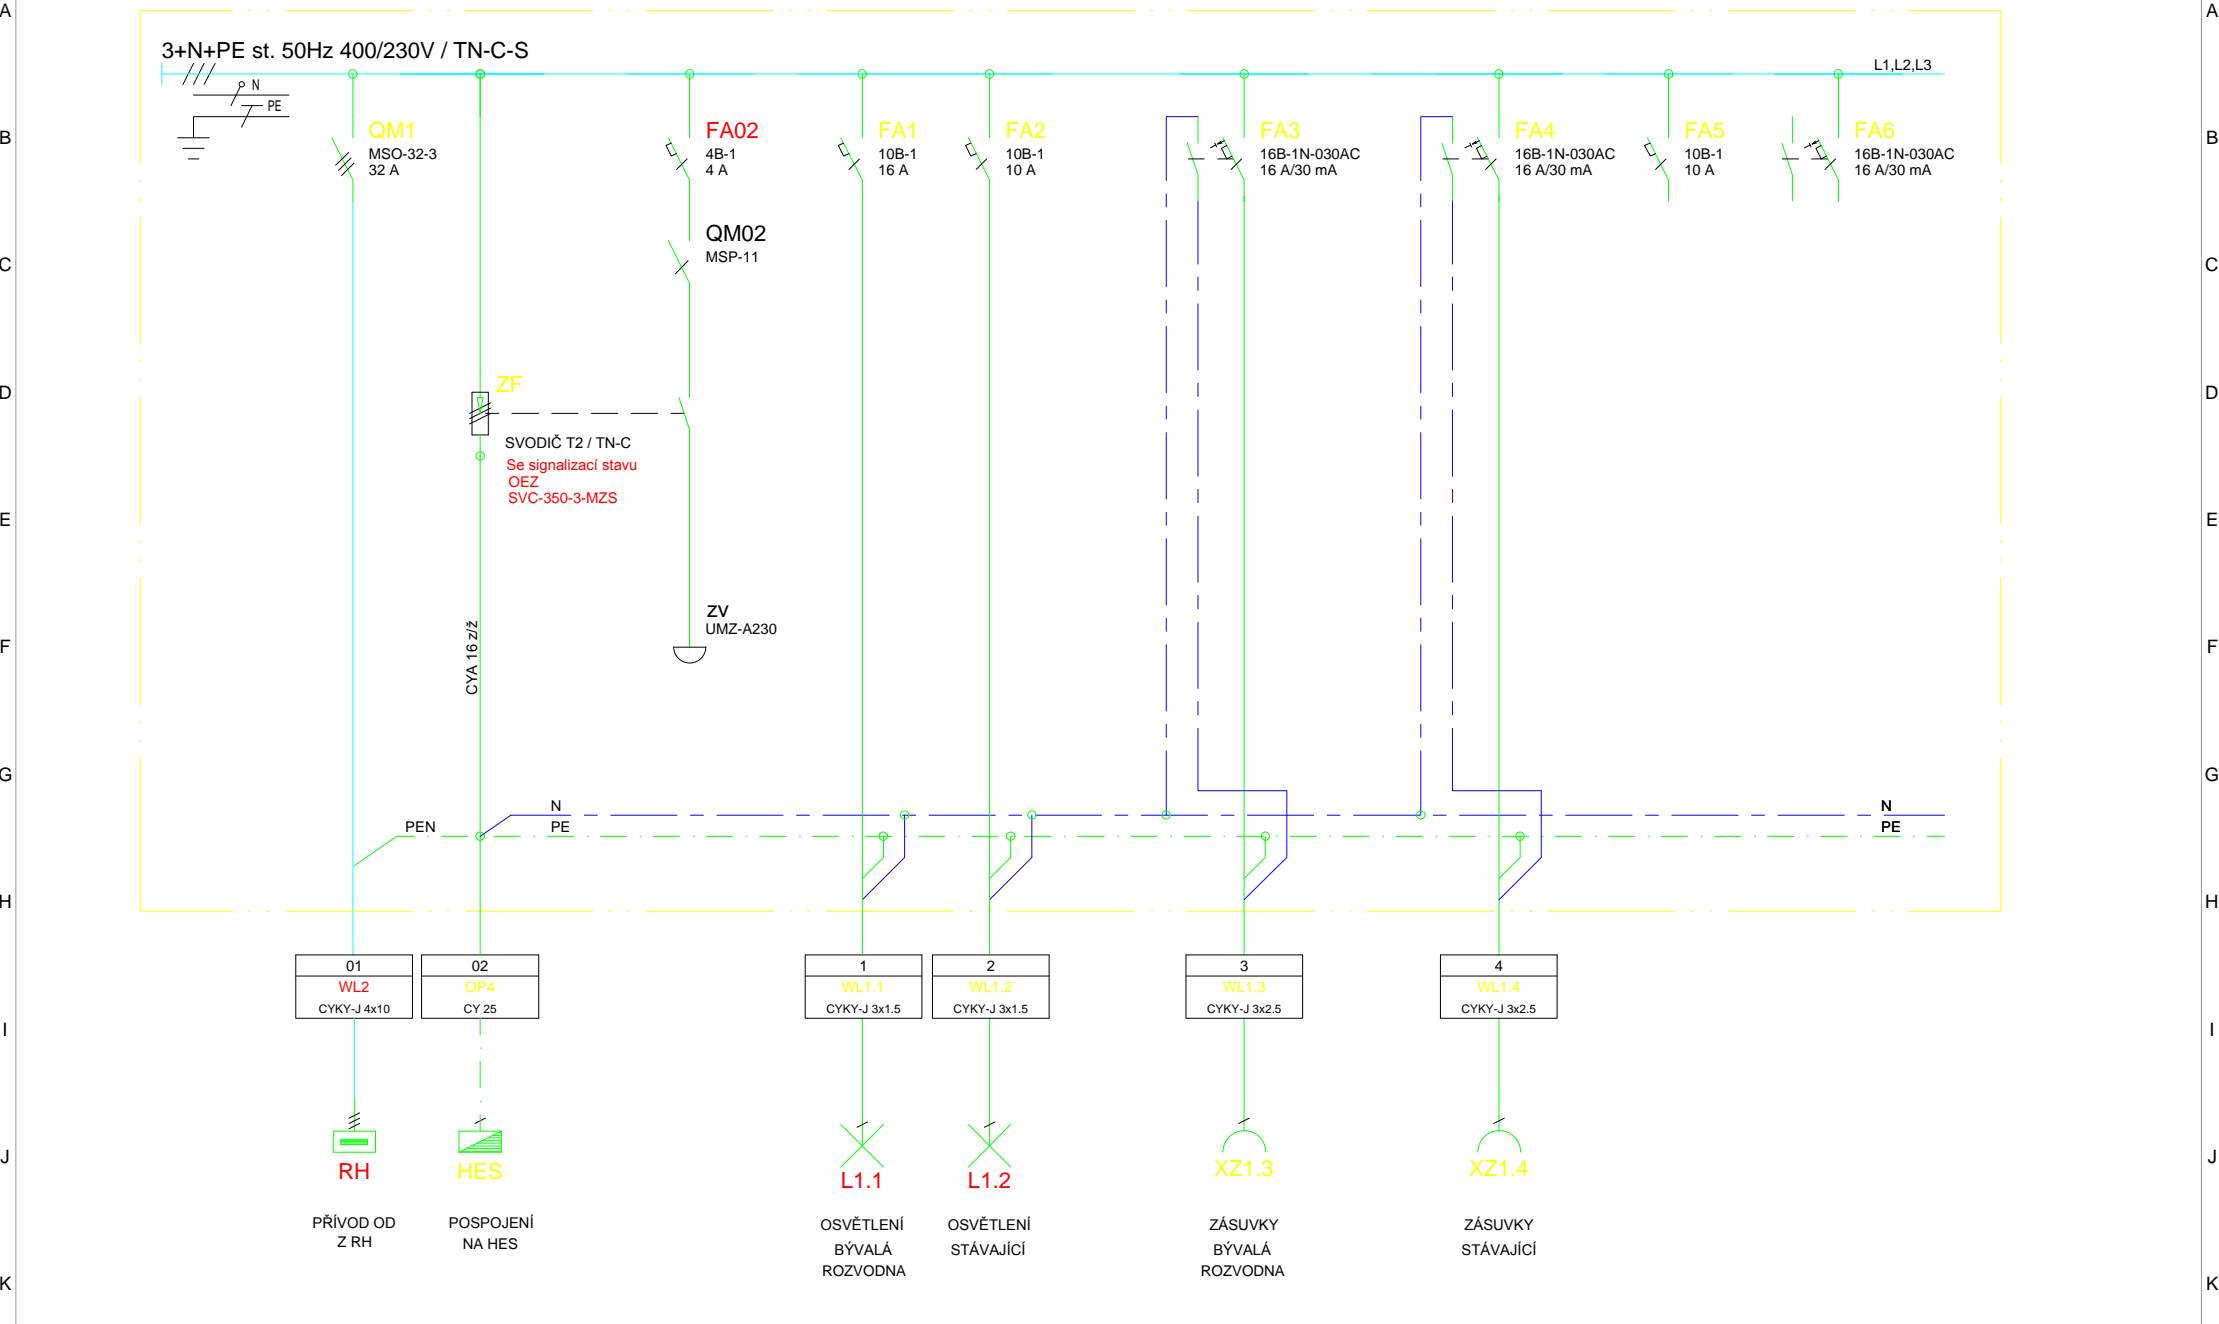 A
A
3+N+PE st. 50Hz 400/230V / TN-C-S
L1,L2,L3
N
PE
B
B
QM1
MSO-32-3
32 A
FA02
4B-1
4 A
FA1
10B-1
16 A
FA2
10B-1
10 A
FA3
16B-1N-030AC
16 A/30 mA
FA4
16B-1N-030AC
16 A/30 mA
FA5
10B-1
10 A
FA6
16B-1N-030AC
16 A/30 mA
QM02
MSP-11
C
C
D
D
ZF
SVODIČ T2 / TN-C
Se signalizací stavu
OEZ
SVC-350-3-MZS
E
E
ZV
UMZ-A230
CYA 16 z/ž
F
F
G
G
PEN
N
PE
N
PE
H
H
01
WL2
CYKY-J 4x10
02
OP4
CY 25
1
WL1.1
CYKY-J 3x1.5
2
WL1.2
CYKY-J 3x1.5
3
WL1.3
CYKY-J 3x2.5
4
WL1.4
CYKY-J 3x2.5
I
I
J
J
RH
HES
L1.1
L1.2
XZ1.3
XZ1.4
PŘÍVOD OD
Z RH
POSPOJENÍ
NA HES
OSVĚTLENÍ
BÝVALÁ
ROZVODNA
OSVĚTLENÍ
STÁVAJÍCÍ
ZÁSUVKY
BÝVALÁ
ROZVODNA
ZÁSUVKY
STÁVAJÍCÍ
K
K